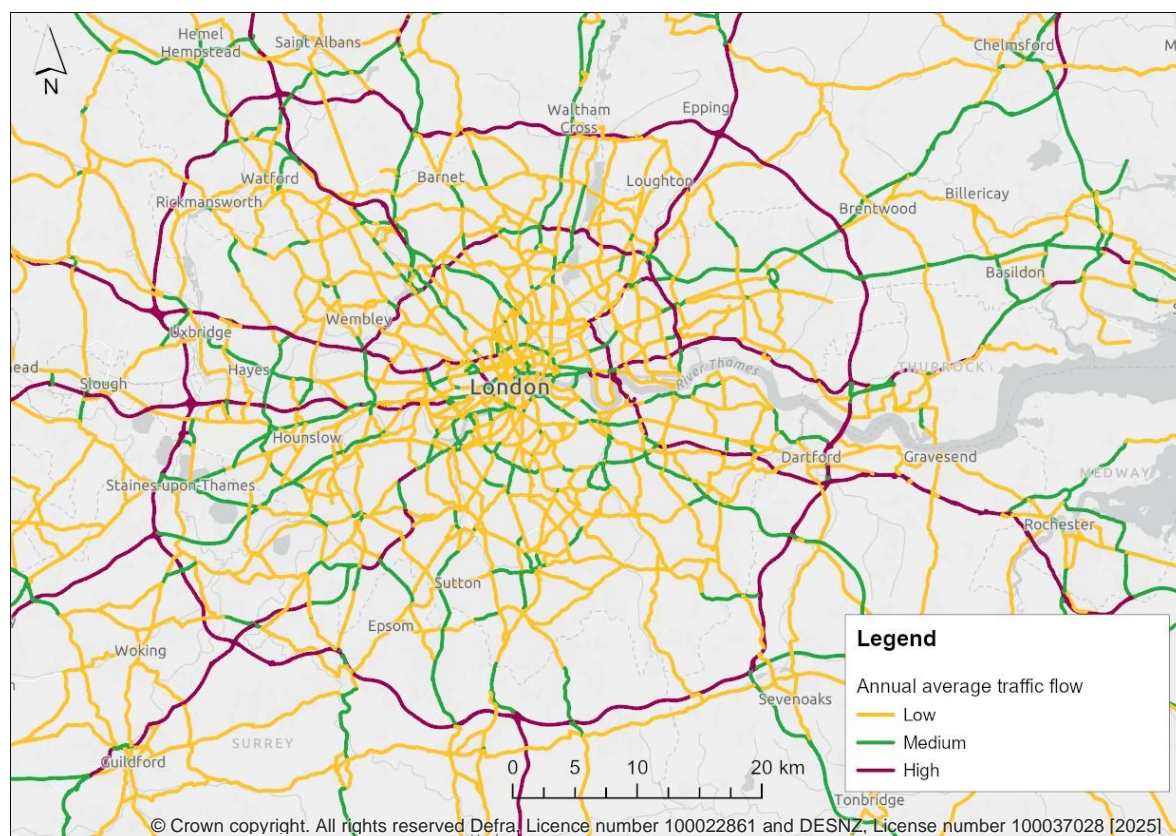 Hemel
Hempstead
Saint Albans
Chelmsford
M
N
Waltham
Cross
Epping
Watford
Barnet
Loughton
Rickmansworth
Brentwood
Billericay
Basildon
Uxbridge
Wembley
ead
Slough
Hayes
London
River Thames
THURROCK
Hounslow
Dartford
Gravesend
Staines-upon-Thames
MEDWAY
Rochester
Sutton
Epsom
Woking
Legend
Annual average traffic flow
Low
Medium
High
Sevenoaks
SURREY
Guildford
0 5 10 20 km
Tonbridge
© Crown copyright. All rights reserved Defra, Licence number 100022861 and DESNZ, License number 100037028 [2025]